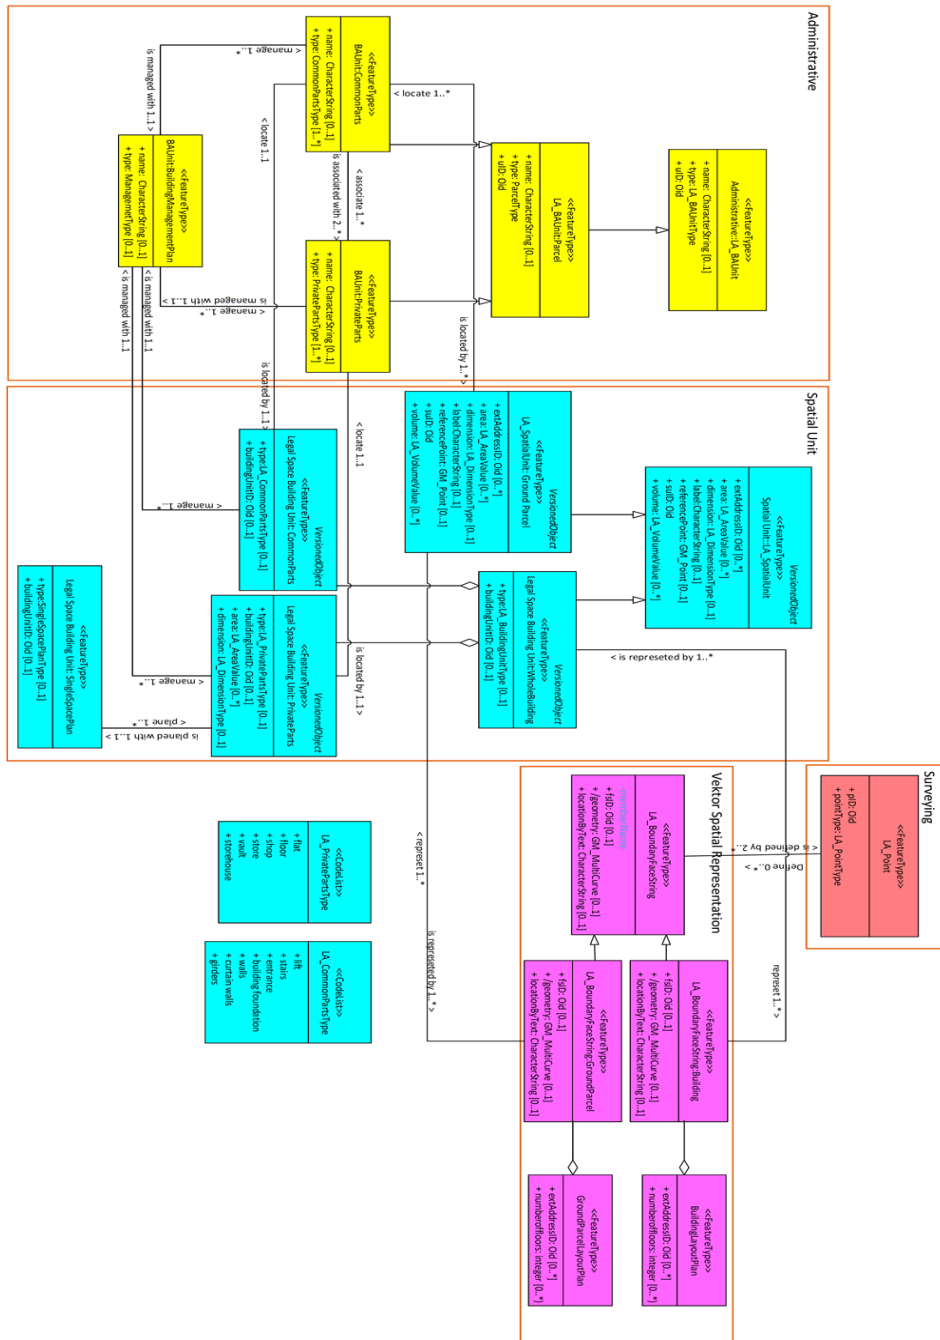 Administrative
<<FeatureType>>
Administrative::LA_BAUnit
+ name: CharacterString [0..1]
+ type: LA_BAUnitType
+ uID: Oid
<<FeatureType>>
LA_BAUnit:Parcel
+ name: CharacterString [0..1]
+ type: ParcelType
+ uID: Oid
<<FeatureType>>
BAUnit:CommonParts
+ name: CharacterString [0..1]
+ type: CommonPartsType [1..*]
<<FeatureType>>
BAUnit:PrivateParts
+ name: CharacterString [0..1]
+ type: PrivatePartsType [1..*]
<<FeatureType>>
BAUnit:BuildingManagementPlan
+ name: CharacterString [0..1]
+ type: ManagemetType [0..1]
< locate 1..*
is located by 1..* >
< associate 1..*
is associated with 2..* >
< manage 1..*
is managed with 1..1 >
< locate 1..1
is located by 1..1 >
< manage 1..*
is managed with 1..1 >
< locate 1..1
is located by 1..1 >
< is managed with 1..1
< is managed with 1..1
< manage 1..*
< manage 1..*
Spatial Unit
VersionedObject
<<FeatureType>>
Spatial Unit::LA_SpatialUnit
+ extAddressID: Oid [0..*]
+ area: LA_AreaValue [0..*]
+ dimension: LA_DimensionType [0..1]
+ label:CharacterString [0..1]
+ referencePoint: GM_Point [0..1]
+ suID: Oid
+ volume: LA_VolumeValue [0..*]
VersionedObject
<<FeatureType>>
LA_SpatialUnit: Ground Parcel
+ extAddressID: Oid [0..*]
+ area: LA_AreaValue [0..*]
+ dimension: LA_DimensionType [0..1]
+ label:CharacterString [0..1]
+ referencePoint: GM_Point [0..1]
+ suID: Oid
+ volume: LA_VolumeValue [0..*]
VersionedObject
<<FeatureType>>
Legal Space Building Unit:WholeBuilding
+ type:LA_BuildingUnitType [0..1]
+ buildingUnitID: Oid [0..1]
VersionedObject
<<FeatureType>>
Legal Space Building Unit: CommonParts
+ type:LA_CommonPartsType [0..1]
+ buildingUnitID: Oid [0..1]
VersionedObject
<<FeatureType>>
Legal Space Building Unit: PrivateParts
+ type:LA_PrivatePartsType [0..1]
+ buildingUnitID: Oid [0..1]
+ area: LA_AreaValue [0..*]
+ dimension: LA_DimensionType [0..1]
<<FeatureType>>
Legal Space Building Unit: SingleSpacePlan
+ type:SingleSpacePlanType [0..1]
+ buildingUnitID: Oid [0..1]
is planed with 1..1 >
< plane 1..*
< is represeted by 1..*
represet 1..* >
< represet 1..*
is represeted by 1..* >
Surveying
<<FeatureType>>
LA_Point
+ pID: Oid
+ pointType: LA_PointType
Define 0..* >
< is defined by 2..*
Vektor Spatial Representation
<<FeatureType>>
LA_BoundaryFaceString
+ fsID: Oid [0..1]
+ /geometry: GM_MultiCurve [0..1]
+ locationByText: CharacterString [0..1]
<<FeatureType>>
LA_BoundaryFaceString:Building
+ fsID: Oid [0..1]
+ /geometry: GM_MultiCurve [0..1]
+ locationByText: CharacterString [0..1]
<<FeatureType>>
LA_BoundaryFaceString:GroundParcel
+ fsID: Oid [0..1]
+ /geometry: GM_MultiCurve [0..1]
+ locationByText: CharacterString [0..1]
<<FeatureType>>
BuildingLayoutPlan
+ extAddressID: Oid [0..*]
+ numberoffloors: integer [0..*)
<<FeatureType>>
GroundParcelLayoutPlan
+ extAddressID: Oid [0..*]
+ numberoffloors: integer [0..*)
<<CodeList>>
LA_PrivatePartsType
+ flat
+ floor
+ shop
+ store
+ vault
+ storehouse
<<CodeList>>
LA_CommonPartsType
+ lift
+ stairs
+ entrance
+ building foundation
+ walls
+ curtain walls
+ girders